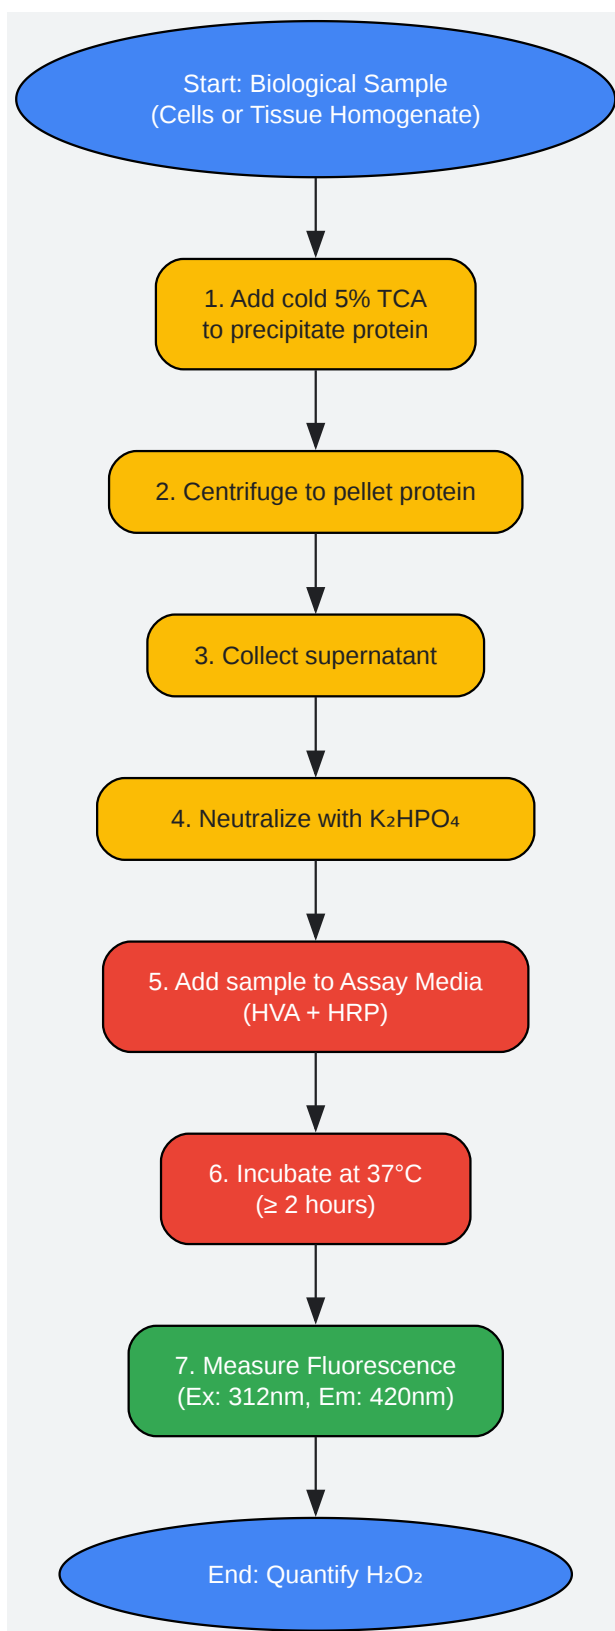 Start: Biological Sample
(Cells or Tissue Homogenate)
1. Add cold 5% TCA
to precipitate protein
2. Centrifuge to pellet protein
3. Collect supernatant
4. Neutralize with K₂HPO₄
5. Add sample to Assay Media
(HVA + HRP)
6. Incubate at 37°C
(≥ 2 hours)
7. Measure Fluorescence
(Ex: 312nm, Em: 420nm)
End: Quantify H₂O₂